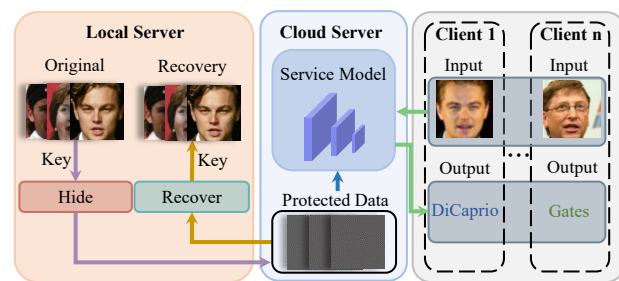 Local Server
Cloud Server
Client 1
Client n
Original
Recovery
Service Model
Input
Input
Key
Key
Output
...
Output
Hide
Recover
Protected Data
DiCaprio
Gates